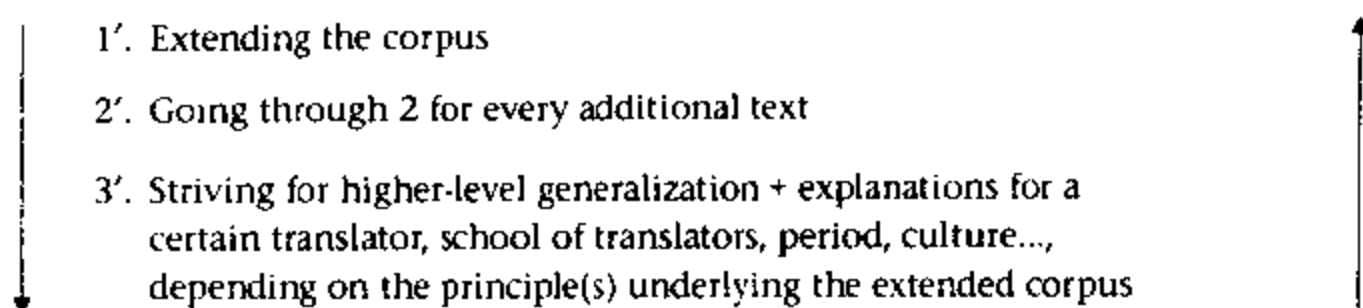 1′. Extending the corpus
2′. Going through 2 for every additional text
3′. Striving for higher-level generalization + explanations for a
certain translator, school of translators, period, culture...,
depending on the principle(s) underlying the extended corpus